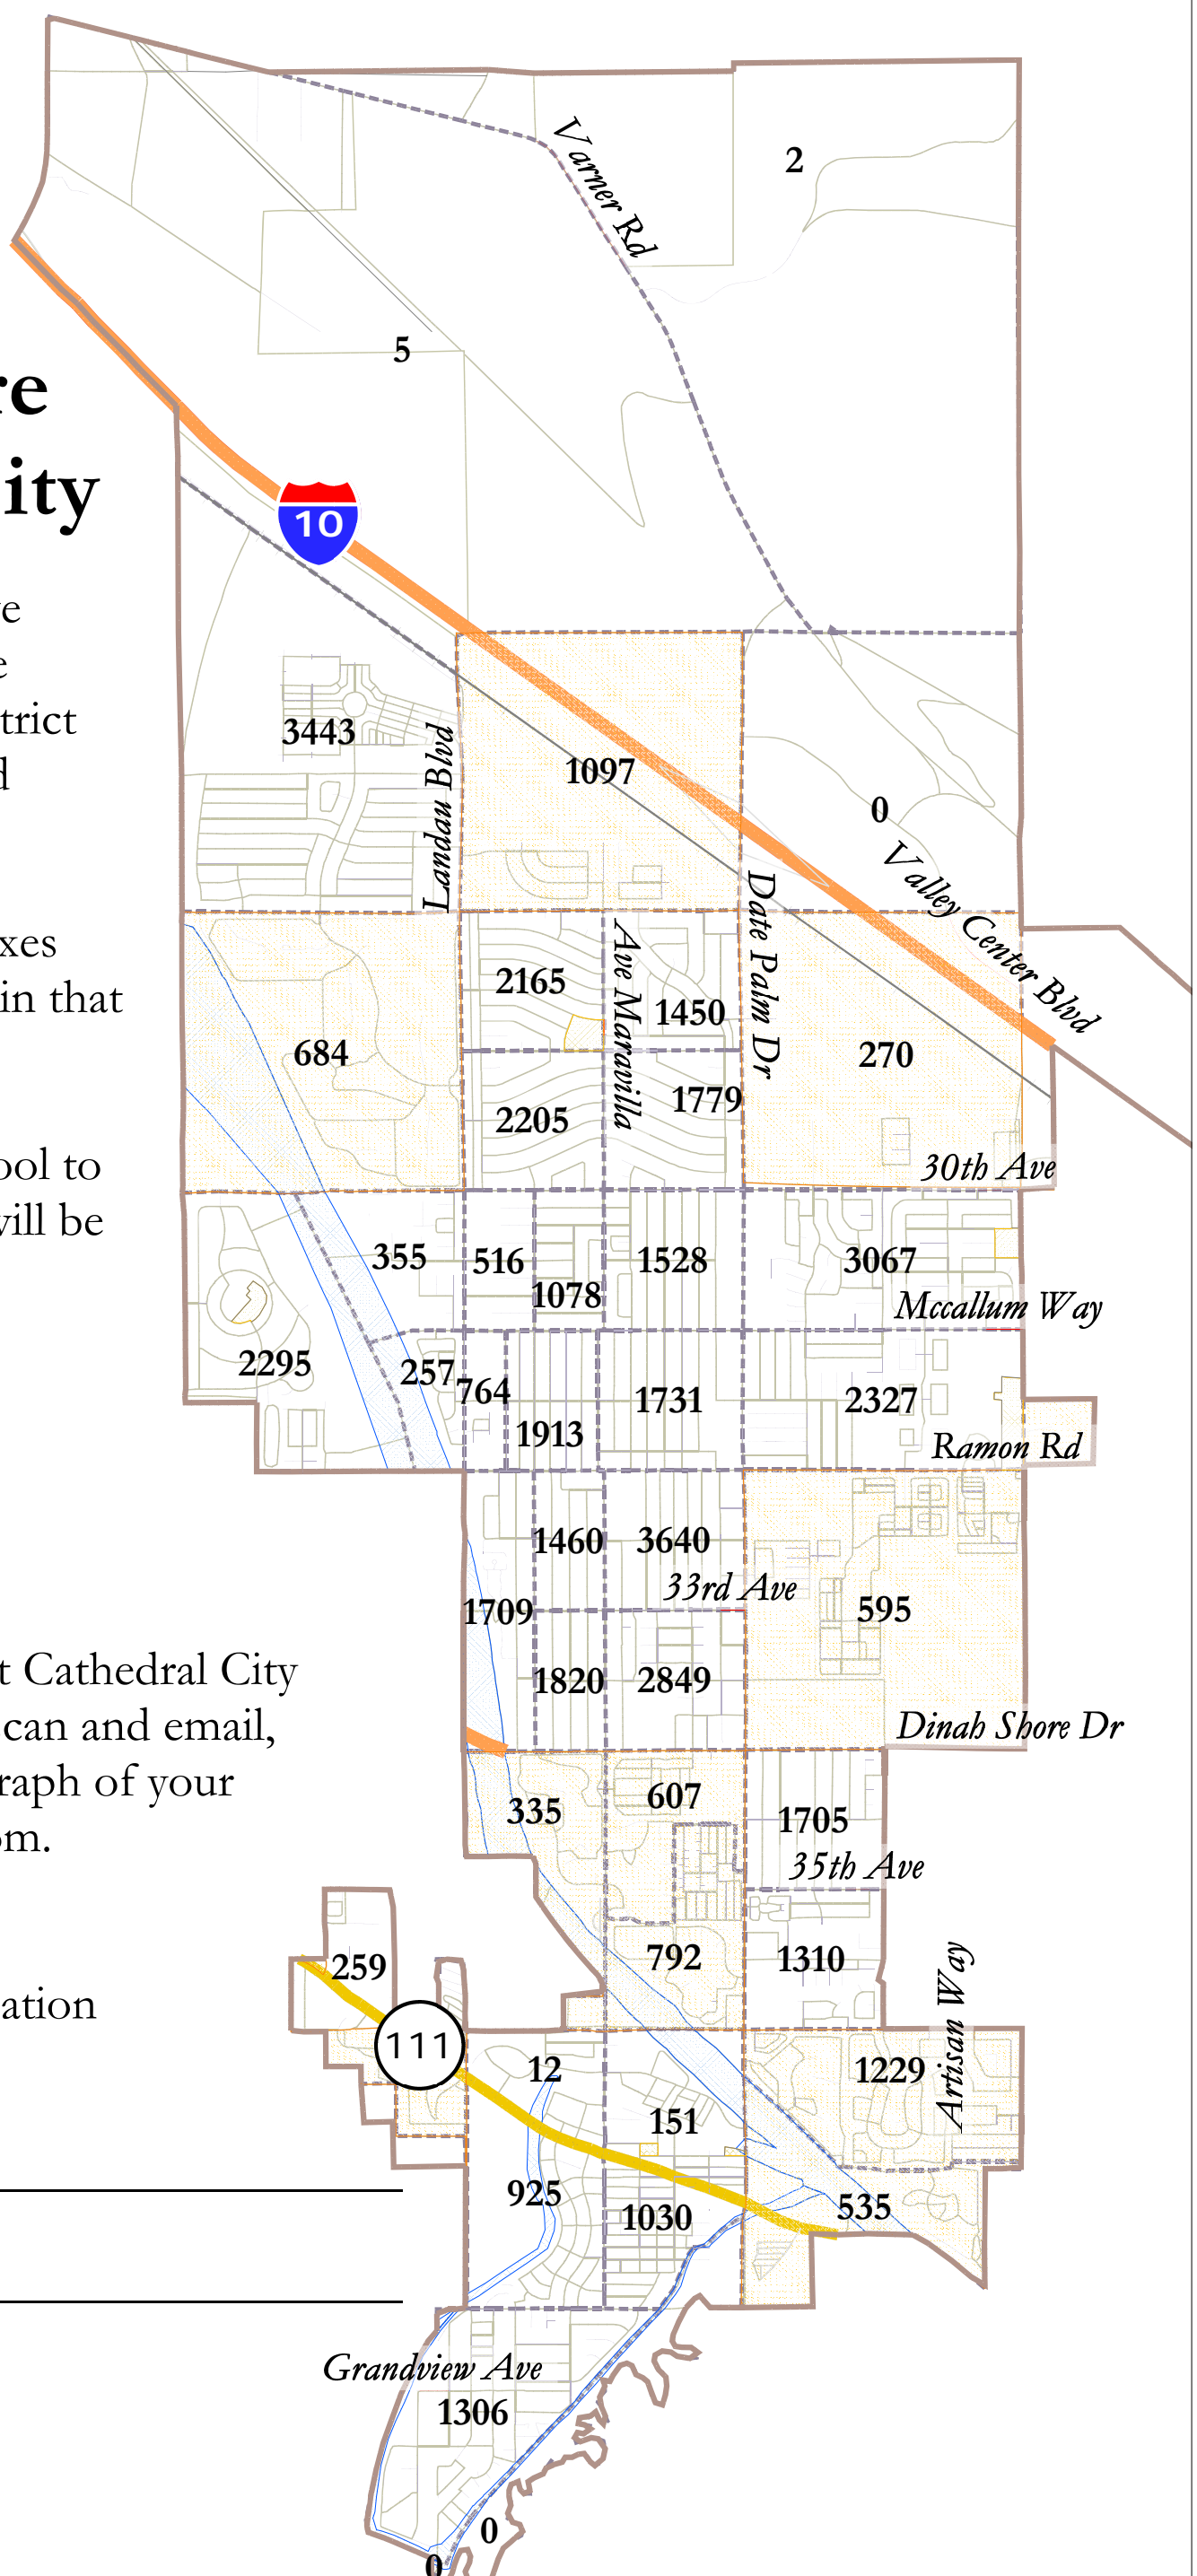 Varner Rd
2
5
re
ity
10
e
e
trict
d
3443
Landau Blvd
1097
0
Valley Center Blvd
Date Palm Dr
Ave Maravilla
xes
in that
2165
1450
684
270
1779
2205
30th Ave
ool to
will be
355
516
1528
3067
1078
Mccallum Way
2295
257
764
1731
2327
1913
Ramon Rd
1460
3640
33rd Ave
1709
595
t Cathedral City
1820
2849
can and email,
Dinah Shore Dr
raph of your
335
607
1705
om.
35th Ave
259
792
1310
ation
Artisan Way
111
12
1229
151
925
535
1030
Grandview Ave
1306
0
0